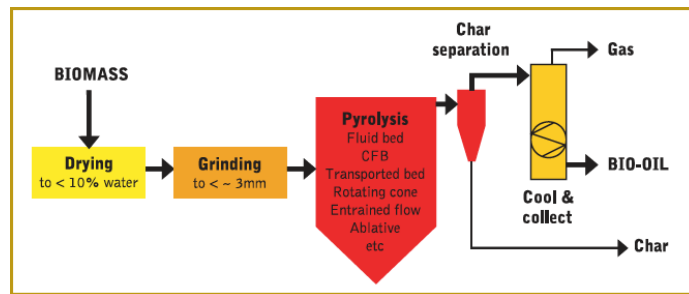 BIOMASS
Drying
to < 10% water
Grinding
to < ~ 3mm
Pyrolysis
Fluid bed
CFB
Transported bed
Rotating cone
Entrained flow
Ablative
etc
Char
separation
Gas
BIO-OIL
Cool &
collect
Char